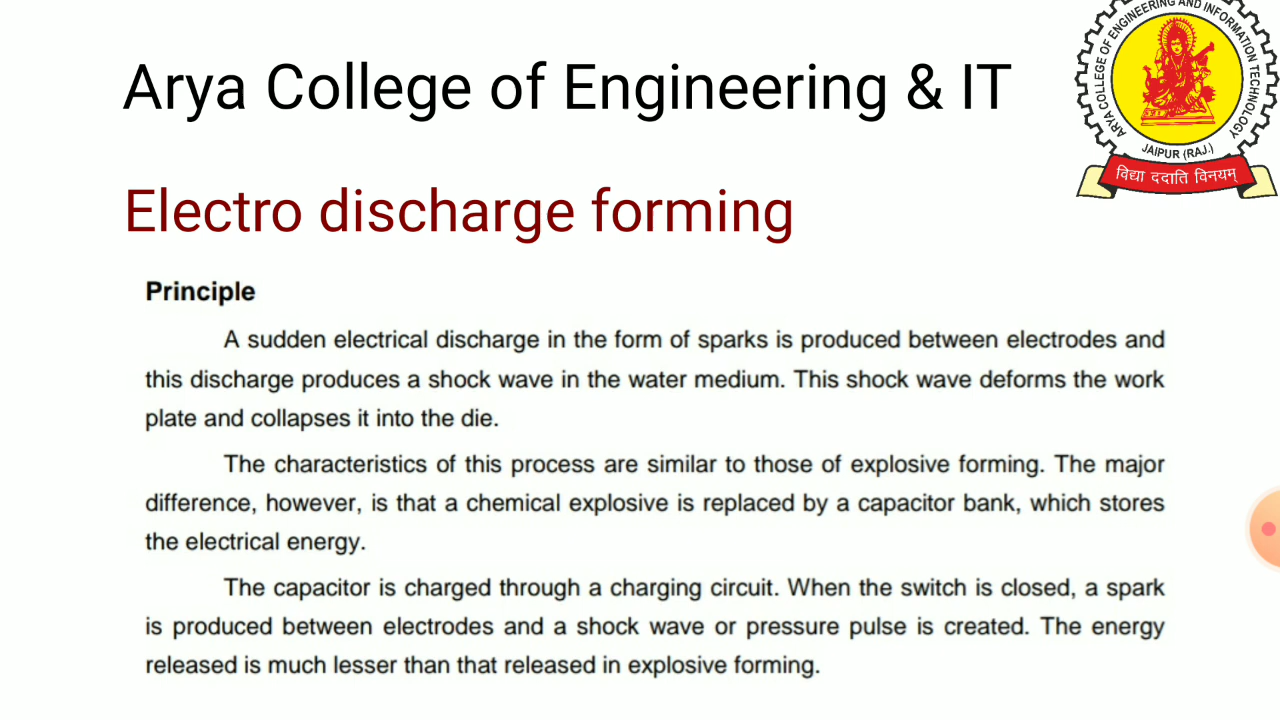 Arya College of Engineering & IT
ARYA COLLEGE OF ENGINEERING AND INFORMATION TECHNOLOGY
JAIPUR (RAJ.)
विद्या ददाति विनयम्
Electro discharge forming
Principle
A sudden electrical discharge in the form of sparks is produced between electrodes and
this discharge produces a shock wave in the water medium. This shock wave deforms the work
plate and collapses it into the die.
The characteristics of this process are similar to those of explosive forming. The major
difference, however, is that a chemical explosive is replaced by a capacitor bank, which stores
the electrical energy.
The capacitor is charged through a charging circuit. When the switch is closed, a spark
is produced between electrodes and a shock wave or pressure pulse is created. The energy
released is much lesser than that released in explosive forming.